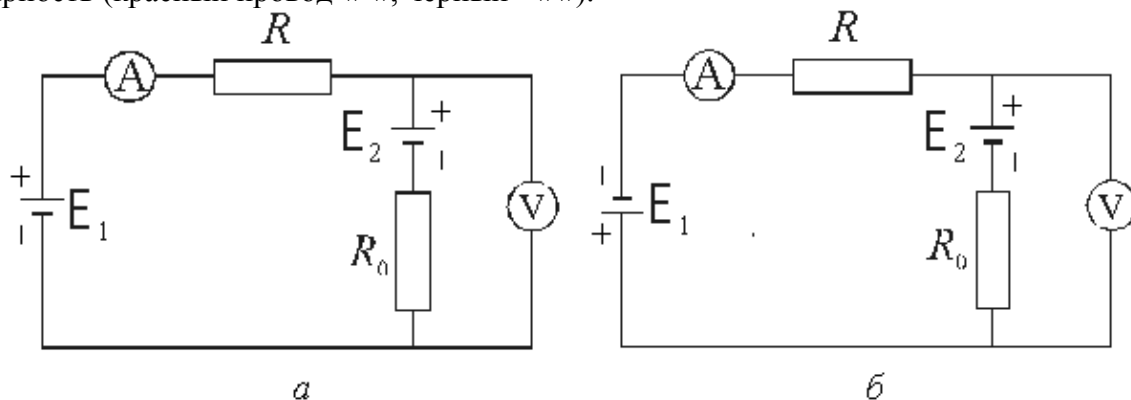 R R
A A
+ +
E₂ E₂
− −
+ −
V V
E₁ E₁
− +
R₀ R₀
а б